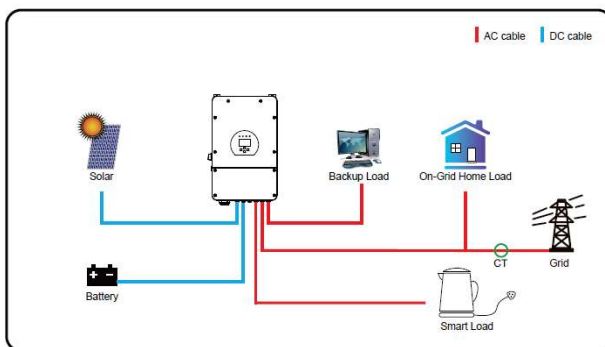 AC cable
DC cable
Solar
Backup Load
On-Grid Home Load
CT
Grid
Battery
Smart Load